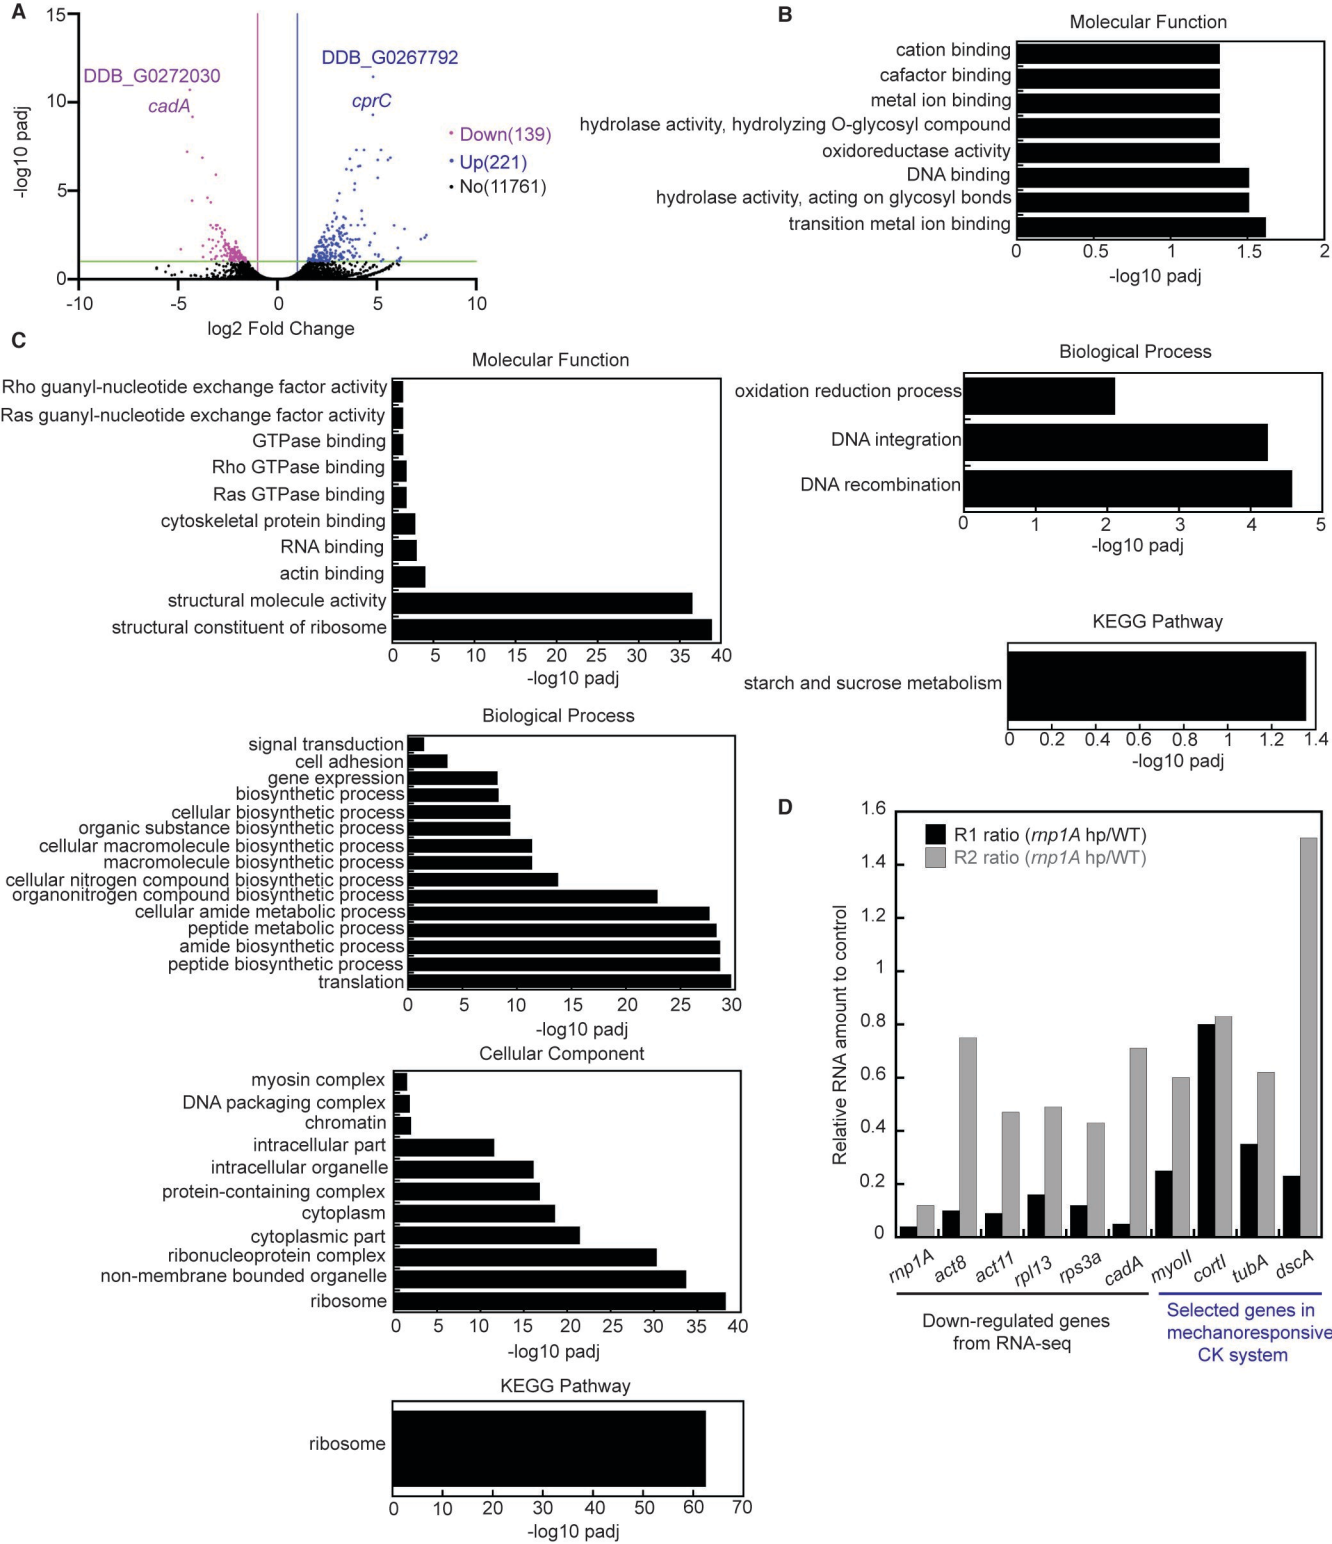 A
15
10
5
0
-log10 padj
DDB_G0272030
cadA
DDB_G0267792
cprC
Down(139)
Up(221)
No(11761)
-10
-5
0
5
10
log2 Fold Change
B
Molecular Function
cation binding
cafactor binding
metal ion binding
hydrolase activity, hydrolyzing O-glycosyl compound
oxidoreductase activity
DNA binding
hydrolase activity, acting on glycosyl bonds
transition metal ion binding
0
0.5
1
1.5
2
-log10 padj
Biological Process
oxidation reduction process
DNA integration
DNA recombination
0
1
2
3
4
5
-log10 padj
KEGG Pathway
starch and sucrose metabolism
0
0.2
0.4
0.6
0.8
1
1.2
1.4
-log10 padj
C
Molecular Function
Rho guanyl-nucleotide exchange factor activity
Ras guanyl-nucleotide exchange factor activity
GTPase binding
Rho GTPase binding
Ras GTPase binding
cytoskeletal protein binding
RNA binding
actin binding
structural molecule activity
structural constituent of ribosome
0
5
10
15
20
25
30
35
40
-log10 padj
Biological Process
signal transduction
cell adhesion
gene expression
biosynthetic process
cellular biosynthetic process
organic substance biosynthetic process
cellular macromolecule biosynthetic process
macromolecule biosynthetic process
cellular nitrogen compound biosynthetic process
organonitrogen compound biosynthetic process
cellular amide metabolic process
peptide metabolic process
amide biosynthetic process
peptide biosynthetic process
translation
0
5
10
15
20
25
30
-log10 padj
Cellular Component
myosin complex
DNA packaging complex
chromatin
intracellular part
intracellular organelle
protein-containing complex
cytoplasm
cytoplasmic part
ribonucleoprotein complex
non-membrane bounded organelle
ribosome
0
5
10
15
20
25
30
35
40
-log10 padj
KEGG Pathway
ribosome
0
10
20
30
40
50
60
70
-log10 padj
D
1.6
1.4
1.2
1
0.8
0.6
0.4
0.2
0
Relative RNA amount to control
R1 ratio (rnp1A hp/WT)
R2 ratio (rnp1A hp/WT)
rnp1A
act8
act11
rpl13
rps3a
cadA
myoII
cortI
tubA
dscA
Down-regulated genes
from RNA-seq
Selected genes in
mechanoresponsive
CK system